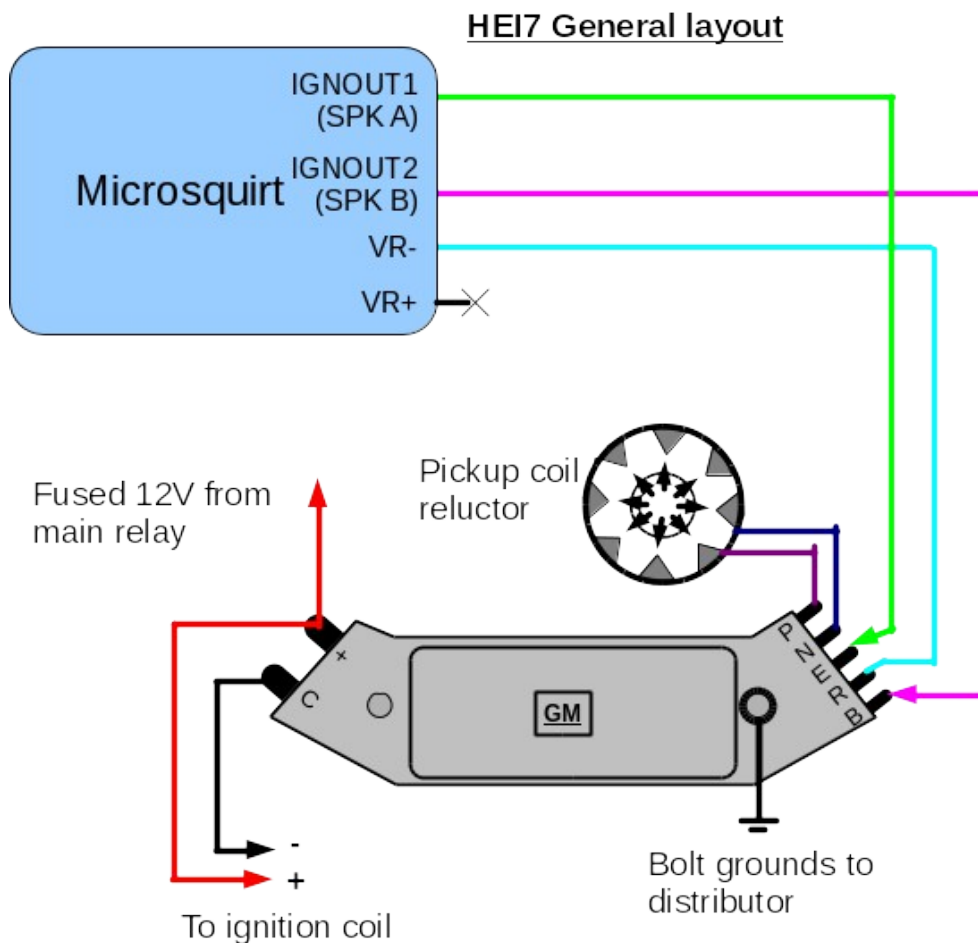 HEI7 General layout
IGNOUT1
(SPK A)
IGNOUT2
(SPK B)
Microsquirt
VR-
VR+
Pickup coil
reluctor
Fused 12V from
main relay
P
N
E
R
B
+
C
GM
-
+
To ignition coil
Bolt grounds to
distributor